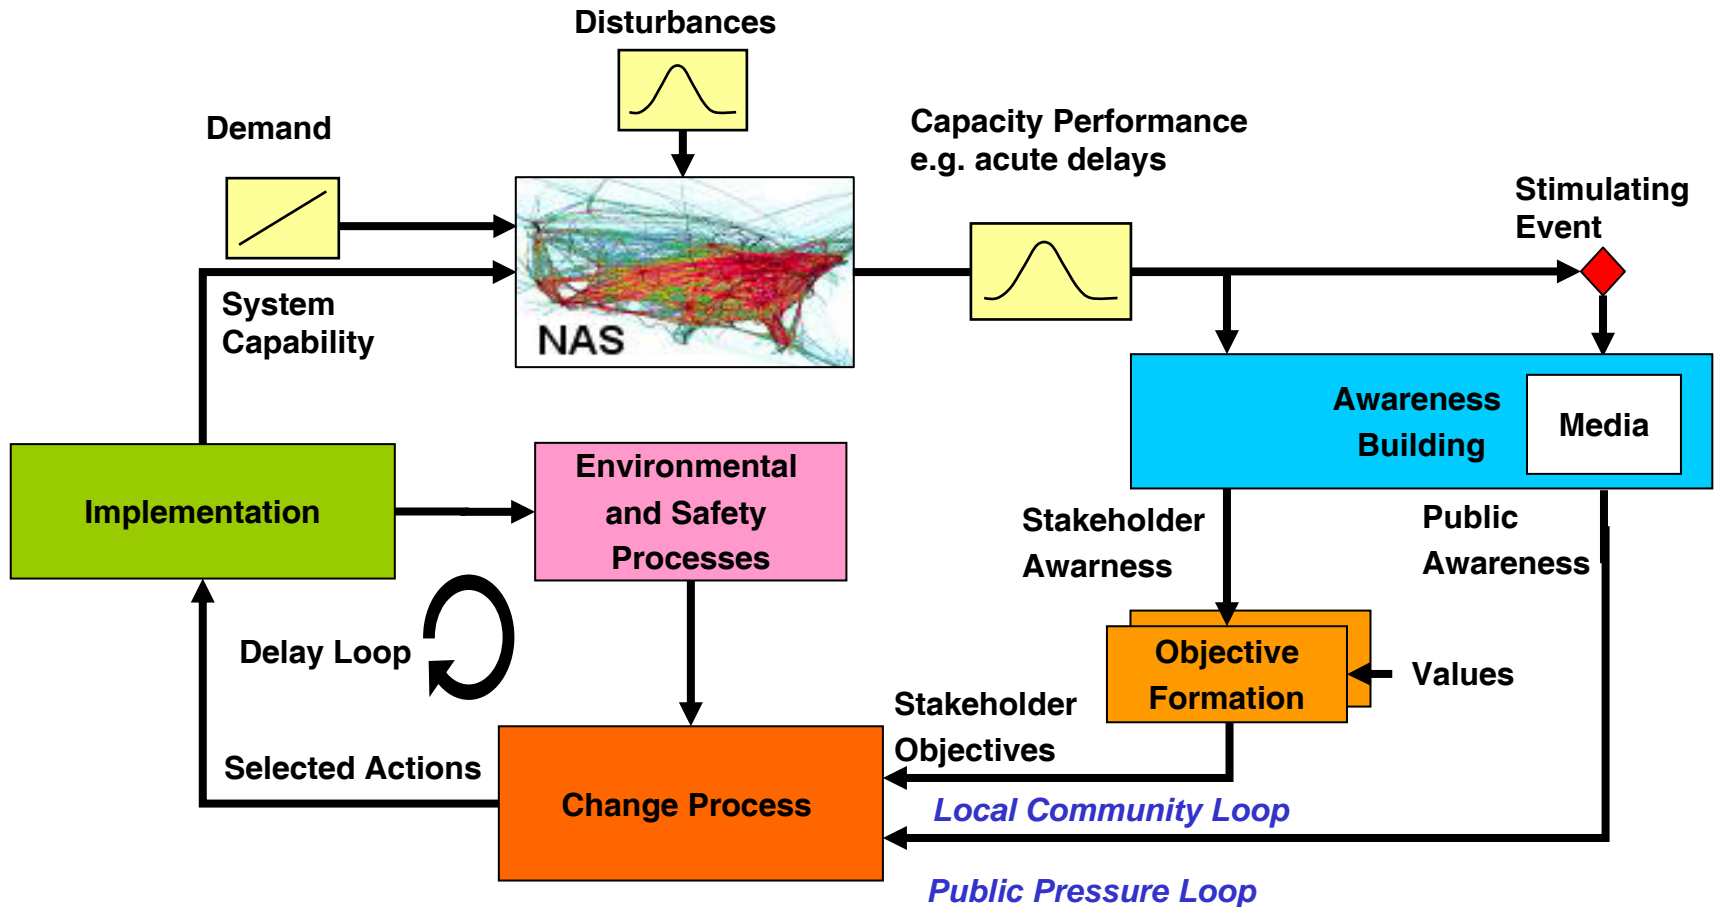 Disturbances
Demand
Capacity Performance
e.g. acute delays
Stimulating
Event
System
Capability
NAS
Awareness
Building
Media
Implementation
Environmental
and Safety
Processes
Stakeholder
Awarness
Public
Awareness
Delay Loop
Objective
Formation
Values
Stakeholder
Objectives
Selected Actions
Change Process
Local Community Loop
Public Pressure Loop